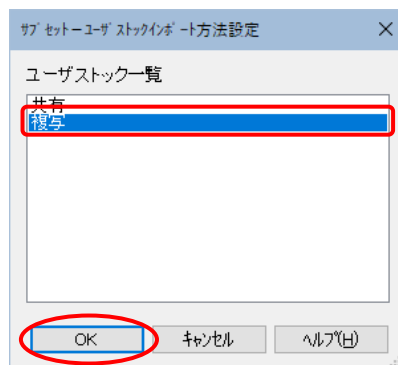 ｻﾌﾞｾｯﾄーﾕｰｻﾞｽﾄｯｸｲﾝﾎﾟｰﾄ方法設定
ユーザストック一覧
共有
複写
OK ｷｬﾝｾﾙ ﾍﾙﾌﾟ(H)